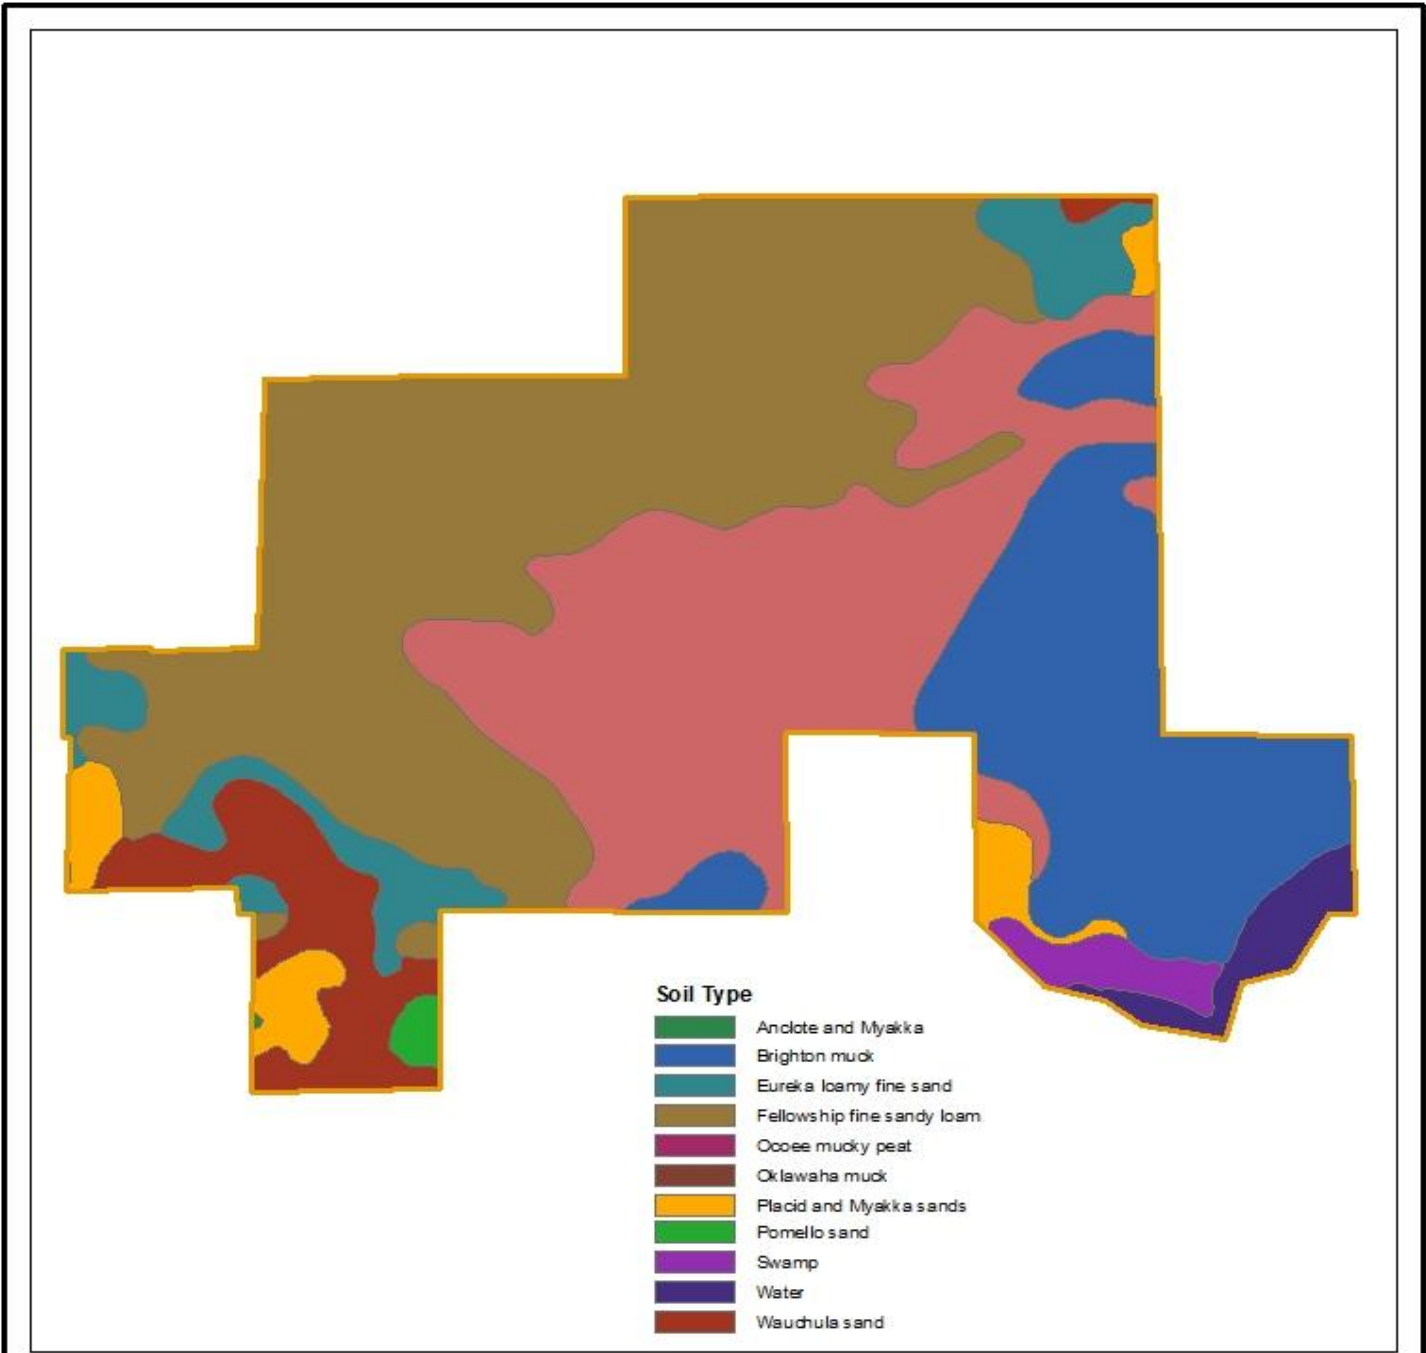 Soil Type
Anclote and Myakka
Brighton muck
Eureka loamy fine sand
Fellowship fine sandy loam
Ocoee mucky peat
Oklawaha muck
Placid and Myakka sands
Pomello sand
Swamp
Water
Wauchula sand